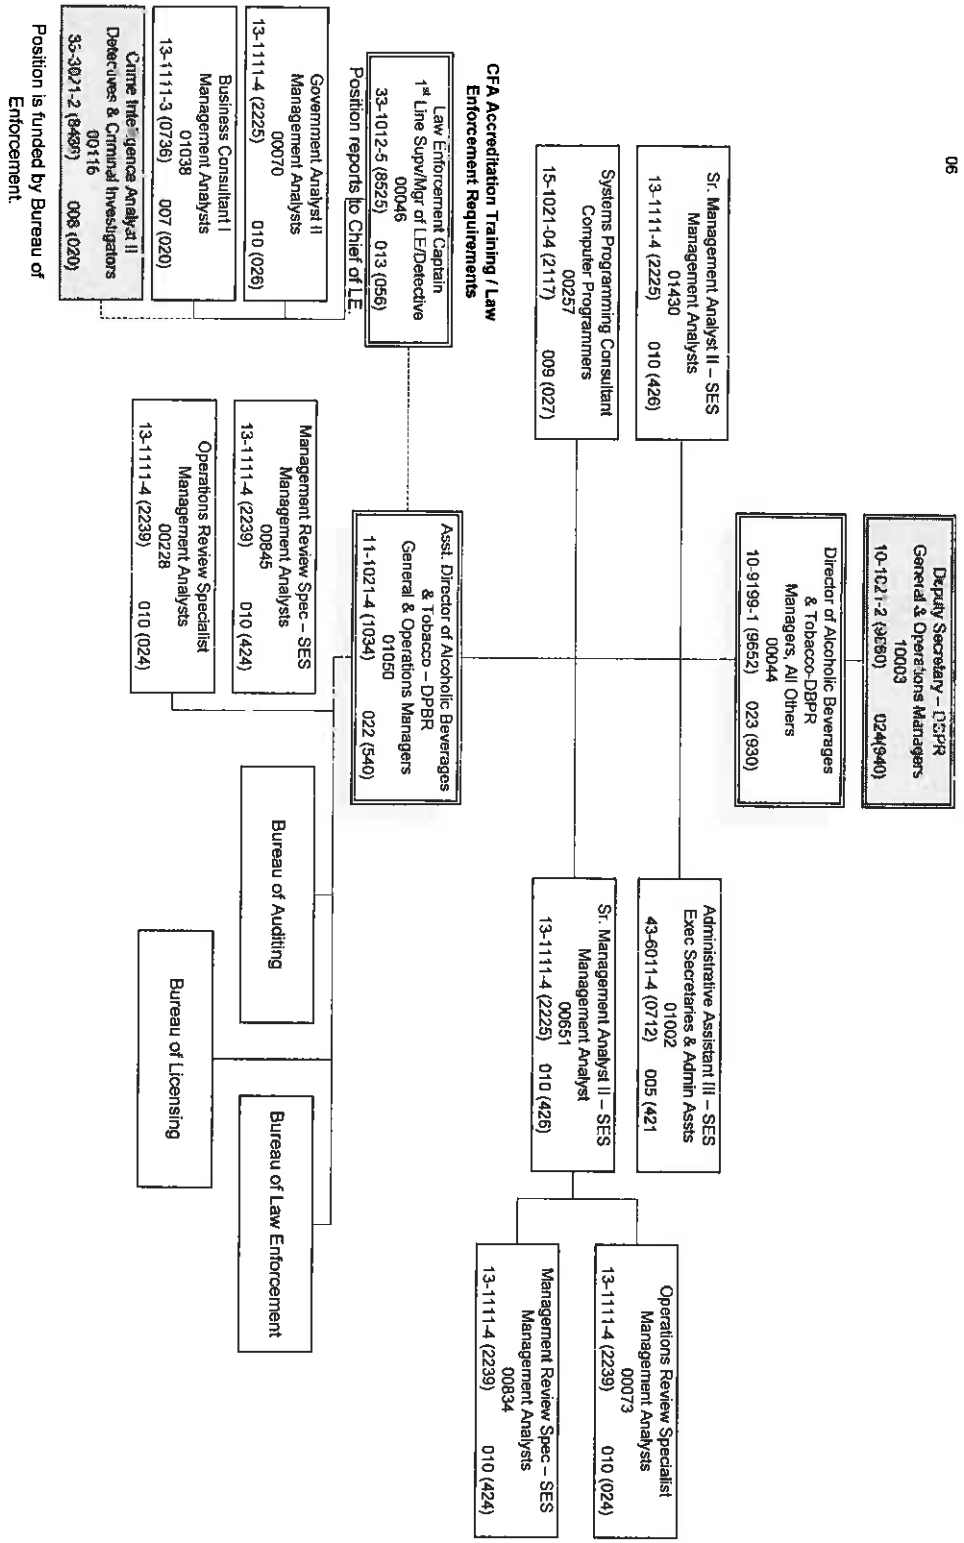 06
Deputy Secretary – DBPR
General & Operations Managers
10003
10-1021-2 (9060) 024(940)
Director of Alcoholic Beverages
& Tobacco-DBPR
Managers, All Others
00044
10-9199-1 (9652) 023 (930)
Sr. Management Analyst II – SES
Management Analysts
01430
13-1111-4 (2225) 010 (426)
Administrative Assistant III – SES
Exec Secretaries & Admin Assts
01002
43-6011-4 (0712) 005 (421
Systems Programming Consultant
Computer Programmers
00257
15-1021-04 (2117) 009 (027)
Sr. Management Analyst II – SES
Management Analyst
00651
13-1111-4 (2225) 010 (426)
Operations Review Specialist
Management Analysts
00073
13-1111-4 (2239) 010 (024)
Management Review Spec – SES
Management Analysts
00834
13-1111-4 (2239) 010 (424)
CFA Accreditation Training / Law
Enforcement Requirements
Law Enforcement Captain
1st Line Supv/Mgr of LE/Detective
00046
33-1012-5 (8525) 013 (056)
Position reports to Chief of LE
Asst. Director of Alcoholic Beverages
& Tobacco – DPBR
General & Operations Managers
01050
11-1021-4 (1034) 022 (540)
Government Analyst II
Management Analysts
00070
13-1111-4 (2225) 010 (026)
Business Consultant I
Management Analysts
01038
13-1111-3 (0736) 007 (020)
Crime Intelligence Analyst II
Detectives & Criminal Investigators
00116
33-3021-2 (8436) 008 (020)
Position is funded by Bureau of
Enforcement.
Management Review Spec – SES
Management Analysts
00845
13-1111-4 (2239) 010 (424)
Operations Review Specialist
Management Analysts
00228
13-1111-4 (2239) 010 (024)
Bureau of Auditing
Bureau of Licensing
Bureau of Law Enforcement